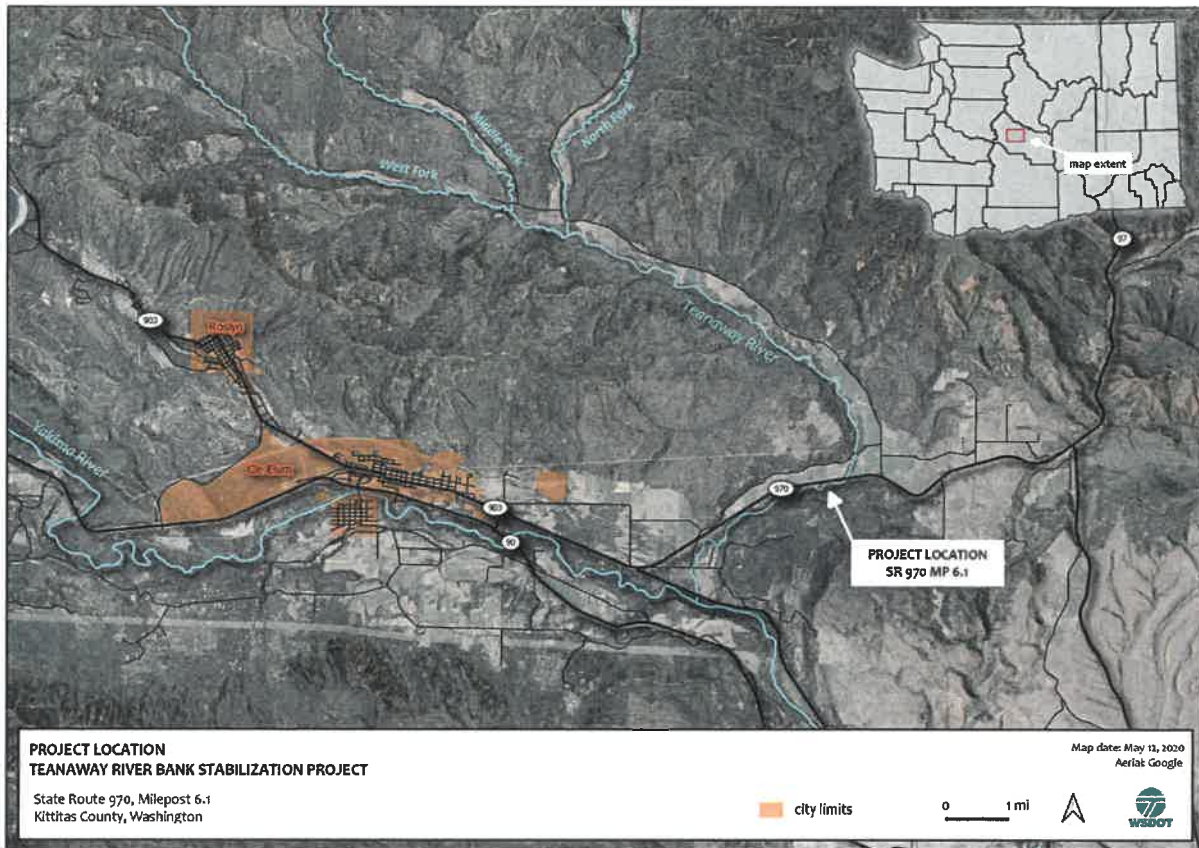 map extent
97
Middle Fork
North Fork
West Fork
Teanaway River
903
(Roslyn)
Yakima River
Cle Elum
903
90
970
PROJECT LOCATION
SR 970 MP 6.1
PROJECT LOCATION
TEANAWAY RIVER BANK STABILIZATION PROJECT
State Route 970, Milepost 6.1
Kittitas County, Washington
city limits
0 1 mi
Map date: May 12, 2020
Aerial: Google
WSDOT